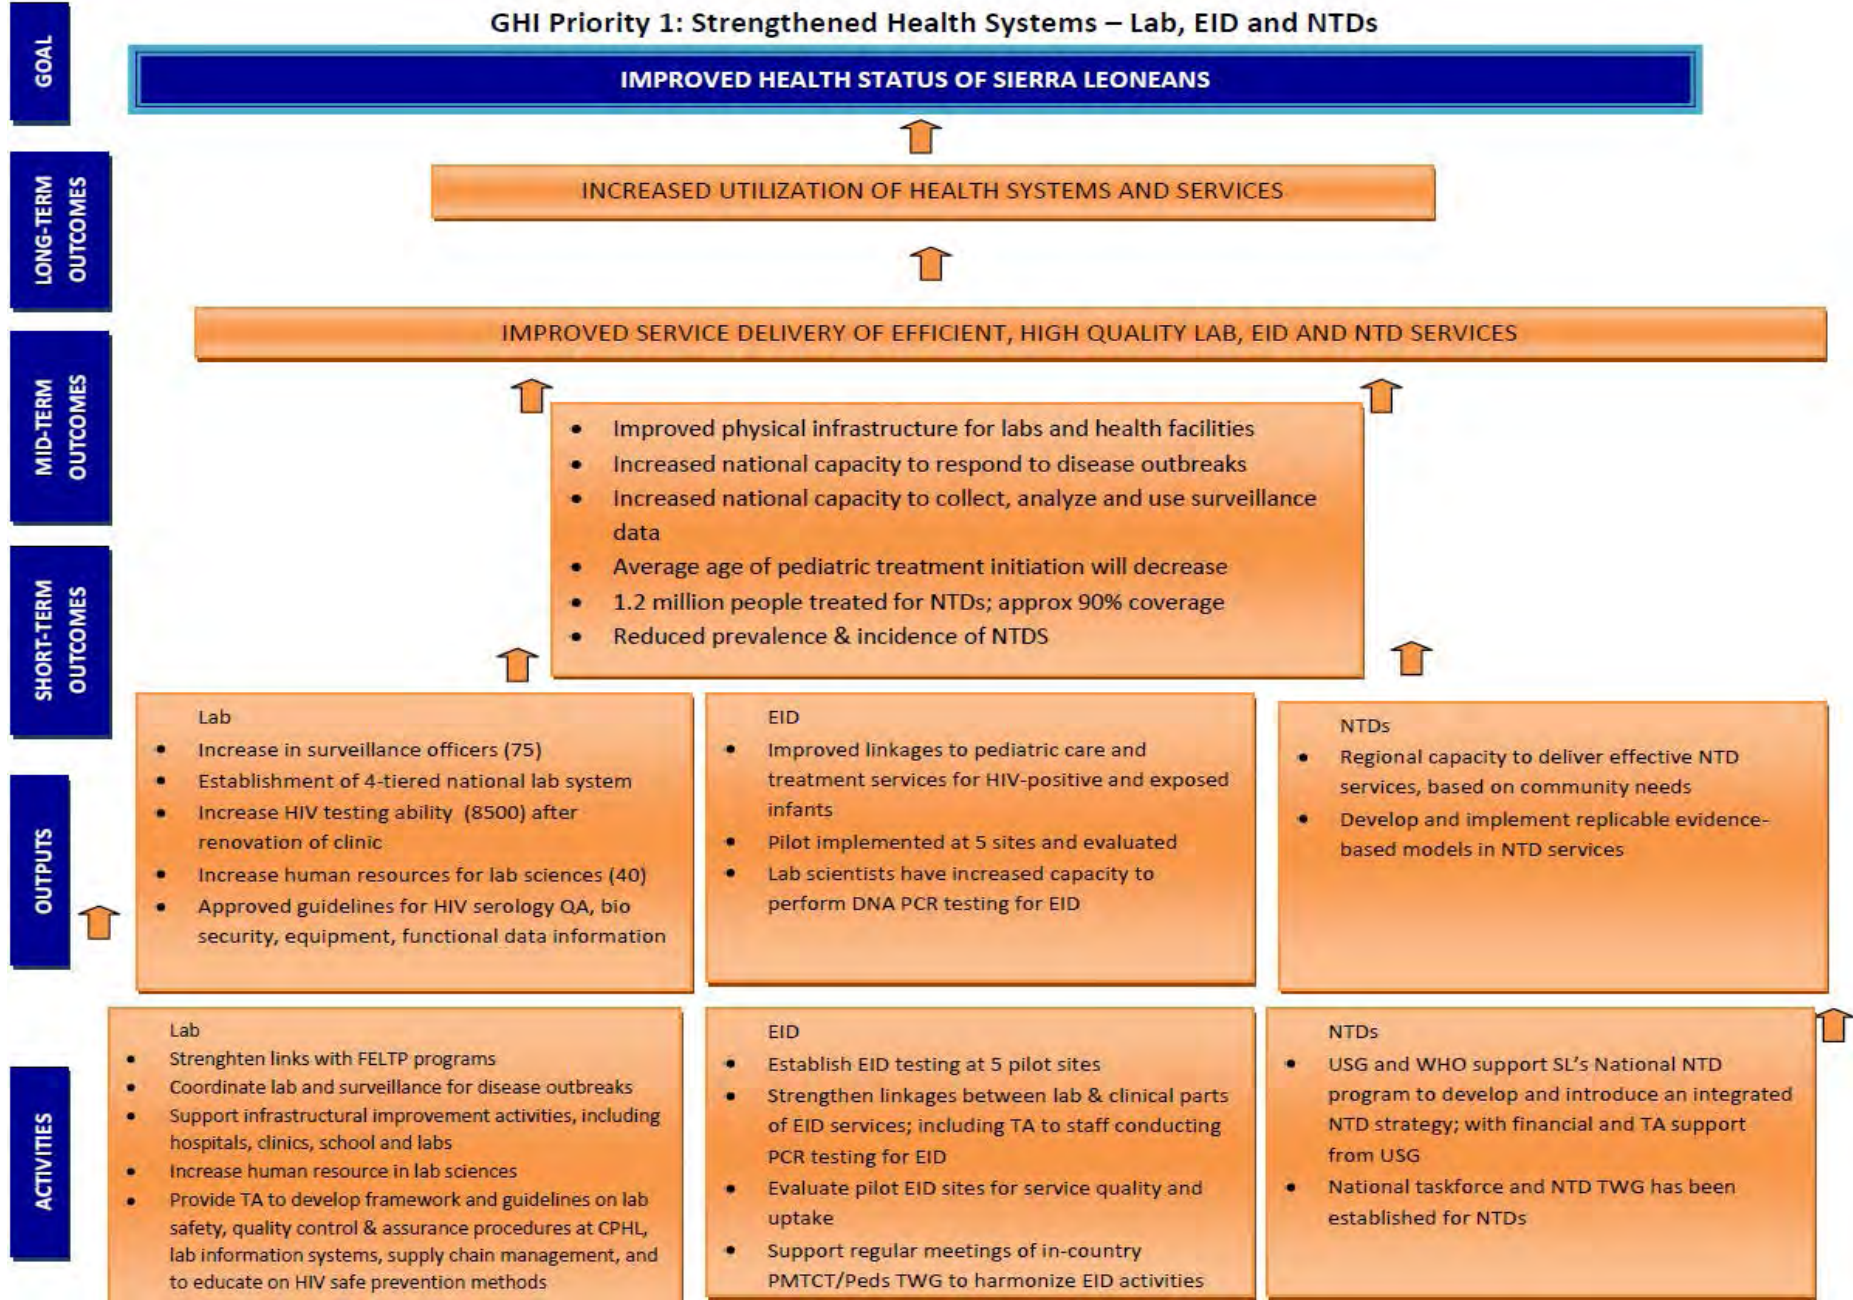 GHI Priority 1: Strengthened Health Systems – Lab, EID and NTDs
GOAL
IMPROVED HEALTH STATUS OF SIERRA LEONEANS
LONG-TERM
OUTCOMES
INCREASED UTILIZATION OF HEALTH SYSTEMS AND SERVICES
IMPROVED SERVICE DELIVERY OF EFFICIENT, HIGH QUALITY LAB, EID AND NTD SERVICES
MID-TERM
OUTCOMES
• Improved physical infrastructure for labs and health facilities
• Increased national capacity to respond to disease outbreaks
• Increased national capacity to collect, analyze and use surveillance
data
• Average age of pediatric treatment initiation will decrease
• 1.2 million people treated for NTDs; approx 90% coverage
• Reduced prevalence & incidence of NTDS
SHORT-TERM
OUTCOMES
OUTPUTS
Lab
• Increase in surveillance officers (75)
• Establishment of 4-tiered national lab system
• Increase HIV testing ability (8500) after
renovation of clinic
• Increase human resources for lab sciences (40)
• Approved guidelines for HIV serology QA, bio
security, equipment, functional data information
EID
• Improved linkages to pediatric care and
treatment services for HIV-positive and exposed
infants
• Pilot implemented at 5 sites and evaluated
• Lab scientists have increased capacity to
perform DNA PCR testing for EID
NTDs
• Regional capacity to deliver effective NTD
services, based on community needs
• Develop and implement replicable evidence-
based models in NTD services
ACTIVITIES
Lab
• Strenghten links with FELTP programs
• Coordinate lab and surveillance for disease outbreaks
• Support infrastructural improvement activities, including
hospitals, clinics, school and labs
• Increase human resource in lab sciences
• Provide TA to develop framework and guidelines on lab
safety, quality control & assurance procedures at CPHL,
lab information systems, supply chain management, and
to educate on HIV safe prevention methods
EID
• Establish EID testing at 5 pilot sites
• Strengthen linkages between lab & clinical parts
of EID services; including TA to staff conducting
PCR testing for EID
• Evaluate pilot EID sites for service quality and
uptake
• Support regular meetings of in-country
PMTCT/Peds TWG to harmonize EID activities
NTDs
• USG and WHO support SL's National NTD
program to develop and introduce an integrated
NTD strategy; with financial and TA support
from USG
• National taskforce and NTD TWG has been
established for NTDs